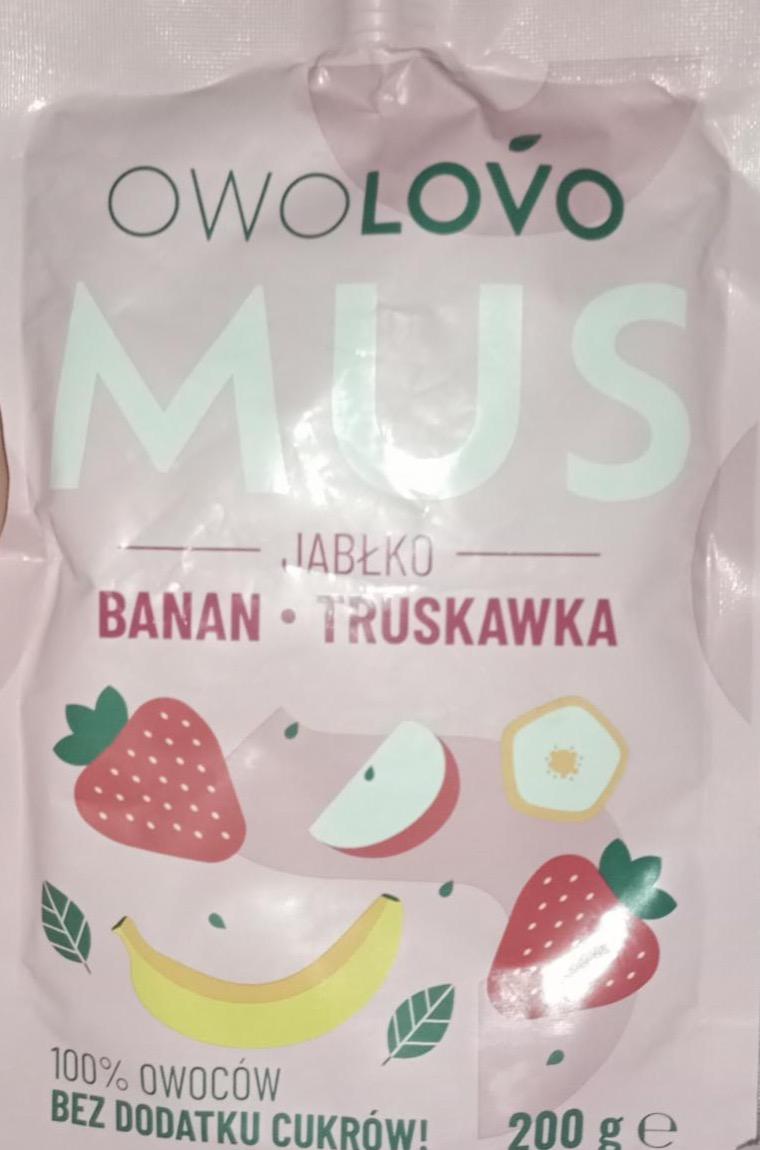 OWOLOVO
MUS
JABŁKO
BANAN • TRUSKAWKA
100% OWOCÓW
BEZ DODATKU CUKRÓW!
200 g ℮